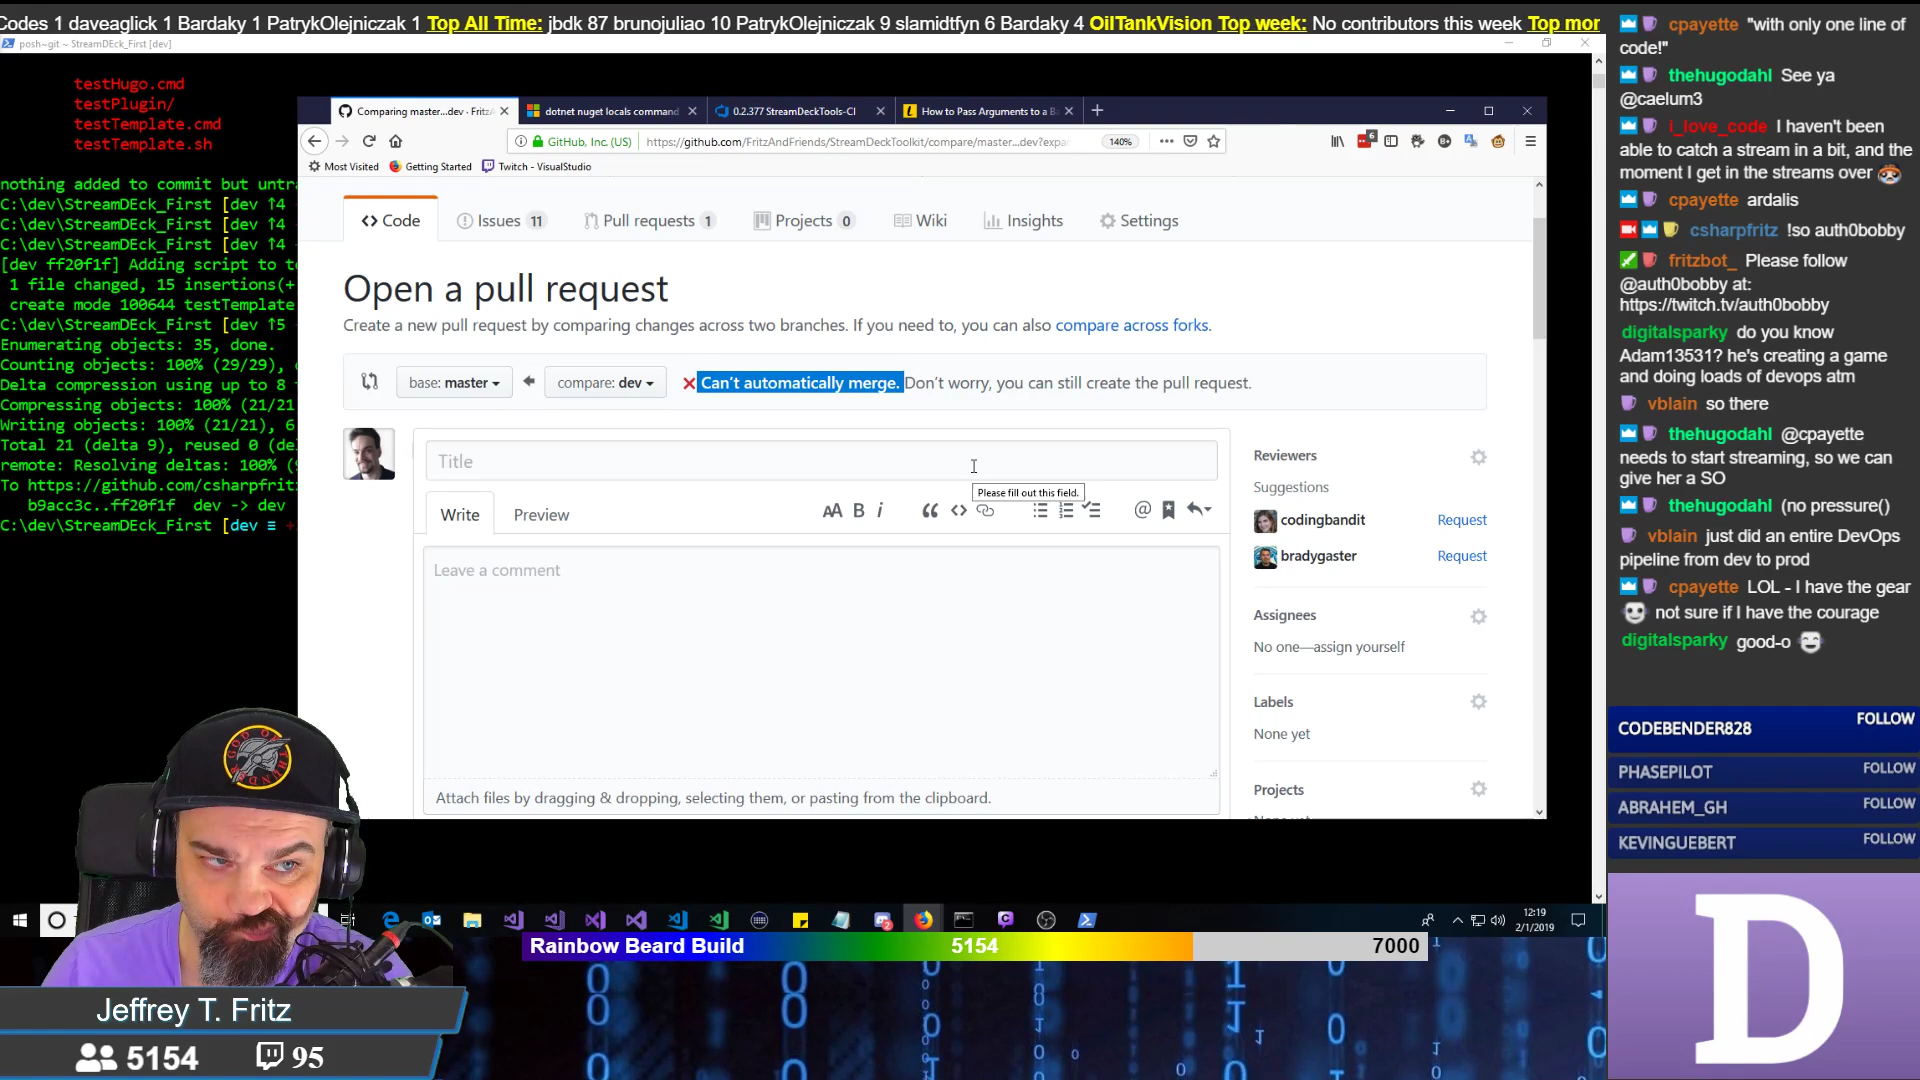 Codes 1 daveaglick 1 Bardaky 1 PatrykOlejniczak 1 Top All Time: jbdk 87 brunojuliao 10 PatrykOlejniczak 9 slamidtfyn 6 Bardaky 4 OilTankVision Top week: No contributors this week Top mor
posh~git ~ StreamDEck_First [dev]
testHugo.cmd
testPlugin/
testTemplate.cmd
testTemplate.sh
nothing added to commit but untra
C:\dev\StreamDEck_First [dev ↑4
C:\dev\StreamDEck_First [dev ↑4
C:\dev\StreamDEck_First [dev ↑4
[dev ff20f1f] Adding script to te
1 file changed, 15 insertions(+
create mode 100644 testTemplate
C:\dev\StreamDEck_First [dev ↑5
Enumerating objects: 35, done.
Counting objects: 100% (29/29),
Delta compression using up to 8
Compressing objects: 100% (21/21
Writing objects: 100% (21/21), 6
Total 21 (delta 9), reused 0 (del
remote: Resolving deltas: 100% (9
To https://github.com/csharpfritz
b9acc3c..ff20f1f dev -> dev
C:\dev\StreamDEck_First [dev ≡ +
Comparing master...dev · FritzA
dotnet nuget locals command
0.2.377 StreamDeckTools-CI
How to Pass Arguments to a Ba
GitHub, Inc. (US)
https://github.com/FritzAndFriends/StreamDeckToolkit/compare/master...dev?expa
140%
6
Most Visited
Getting Started
Twitch - VisualStudio
Code
Issues 11
Pull requests 1
Projects 0
Wiki
Insights
Settings
Open a pull request
Create a new pull request by comparing changes across two branches. If you need to, you can also compare across forks.
base: master
compare: dev
Can't automatically merge. Don't worry, you can still create the pull request.
Title
Please fill out this field.
Write
Preview
AA B i
Leave a comment
Attach files by dragging & dropping, selecting them, or pasting from the clipboard.
Reviewers
Suggestions
codingbandit Request
bradygaster Request
Assignees
No one—assign yourself
Labels
None yet
Projects
cpayette "with only one line of
code!"
thehugodahl See ya
@caelum3
i_love_code I haven't been
able to catch a stream in a bit, and the
moment I get in the streams over
cpayette ardalis
csharpfritz !so auth0bobby
fritzbot_ Please follow
@auth0bobby at:
https://twitch.tv/auth0bobby
digitalsparky do you know
Adam13531? he's creating a game
and doing loads of devops atm
vblain so there
thehugodahl @cpayette
needs to start streaming, so we can
give her a SO
thehugodahl (no pressure()
vblain just did an entire DevOps
pipeline from dev to prod
cpayette LOL - I have the gear
not sure if I have the courage
digitalsparky good-o
CODEBENDER828 FOLLOW
PHASEPILOT FOLLOW
ABRAHEM_GH FOLLOW
KEVINGUEBERT FOLLOW
D
GOD OF THUNDER
12:19
2/1/2019
Rainbow Beard Build 5154 7000
Jeffrey T. Fritz
5154 95